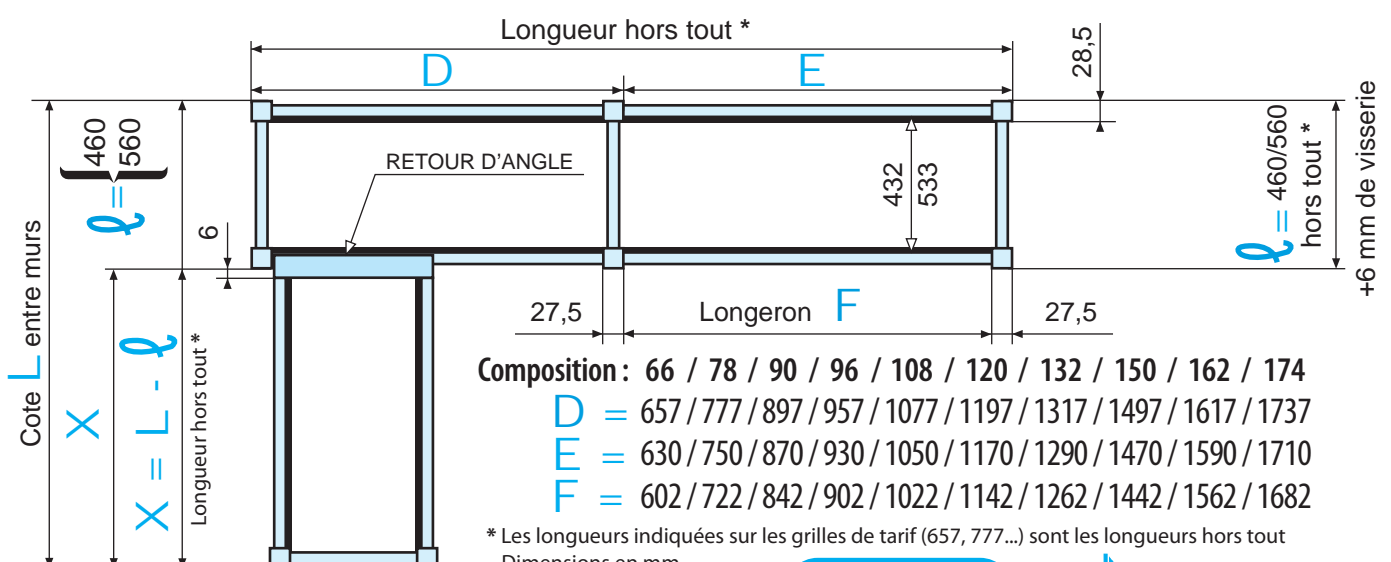 Longueur hors tout *
28,5
D
E
460
560
ℓ =
RETOUR D'ANGLE
432
533
ℓ = 460/560
hors tout *
+6 mm de visserie
6
Cote L entre murs
X
X = L - ℓ
Longueur hors tout *
27,5
Longeron F
27,5
Composition : 66 / 78 / 90 / 96 / 108 / 120 / 132 / 150 / 162 / 174
D = 657 / 777 / 897 / 957 / 1077 / 1197 / 1317 / 1497 / 1617 / 1737
E = 630 / 750 / 870 / 930 / 1050 / 1170 / 1290 / 1470 / 1590 / 1710
F = 602 / 722 / 842 / 902 / 1022 / 1142 / 1262 / 1442 / 1562 / 1682
* Les longueurs indiquées sur les grilles de tarif (657, 777...) sont les longueurs hors tout
Dimensions en mm